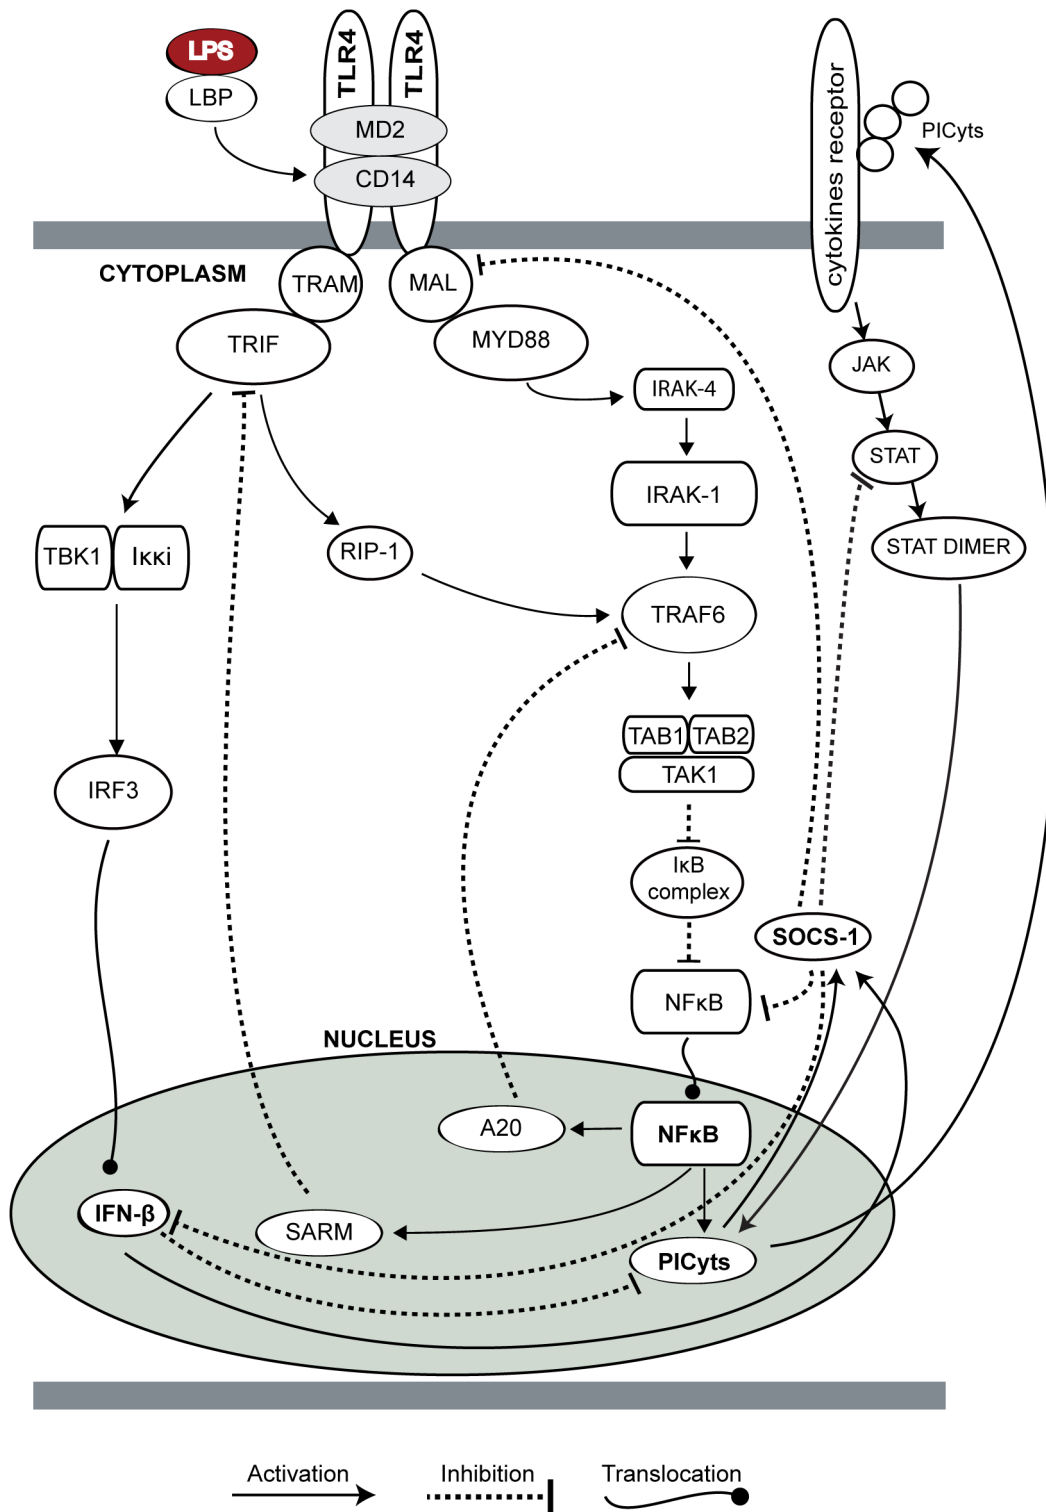 LPS
LBP
TLR4
TLR4
MD2
CD14
cytokines receptor
PICyts
CYTOPLASM
TRAM
MAL
TRIF
MYD88
JAK
IRAK-4
STAT
IRAK-1
STAT DIMER
TBK1
Iκκi
RIP-1
TRAF6
TAB1
TAB2
TAK1
IRF3
IκB
complex
SOCS-1
NFκB
NUCLEUS
A20
NFκB
IFN-β
SARM
PICyts
Activation
Inhibition
Translocation